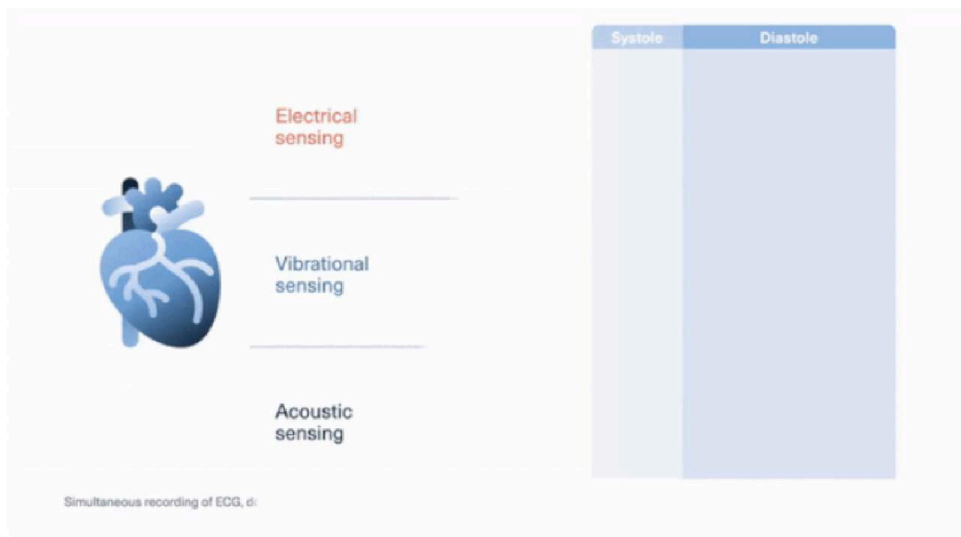 Systole
Diastole
Electrical
sensing
Vibrational
sensing
Acoustic
sensing
Simultaneous recording of ECG,